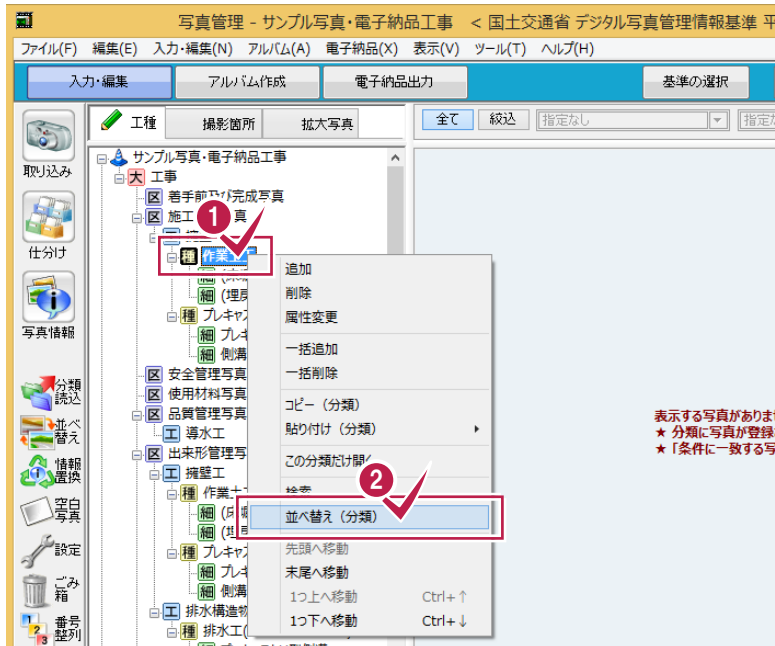 写真管理 - サンプル写真・電子納品工事 < 国土交通省 デジタル写真管理情報基準
ファイル(F) 編集(E) 入力・編集(N) アルバム(A) 電子納品(X) 表示(V) ツール(T) ヘルプ(H)
入力・編集 アルバム作成 電子納品出力 基準の選択
工種 撮影箇所 拡大写真 全て 絞込 指定なし
取り込み
仕分け
写真情報
分類読込
並べ替え
情報置換
空白写真
設定
ごみ箱
番号整列
サンプル写真・電子納品工事
大 工事
区 着手前及び完成写真
区 施工
1
種 作業土工
細
細 (埋戻
種 プレキャス
細 プレキ
細 側溝
区 安全管理写真
区 使用材料写真
区 品質管理写真
工 導水工
区 出来形管理写
工 擁壁工
種 作業土工
細 (床堀
細 (埋戻
種 プレキャス
細 プレキ
細 側溝
工 排水構造物
種 排水工(
追加
削除
属性変更
一括追加
一括削除
コピー (分類)
貼り付け (分類)
この分類だけ開く
2
検索
並べ替え (分類)
先頭へ移動
末尾へ移動
1つ上へ移動 Ctrl+↑
1つ下へ移動 Ctrl+↓
表示する写真がありま
★ 分類に写真が登録
★ 「条件に一致する写